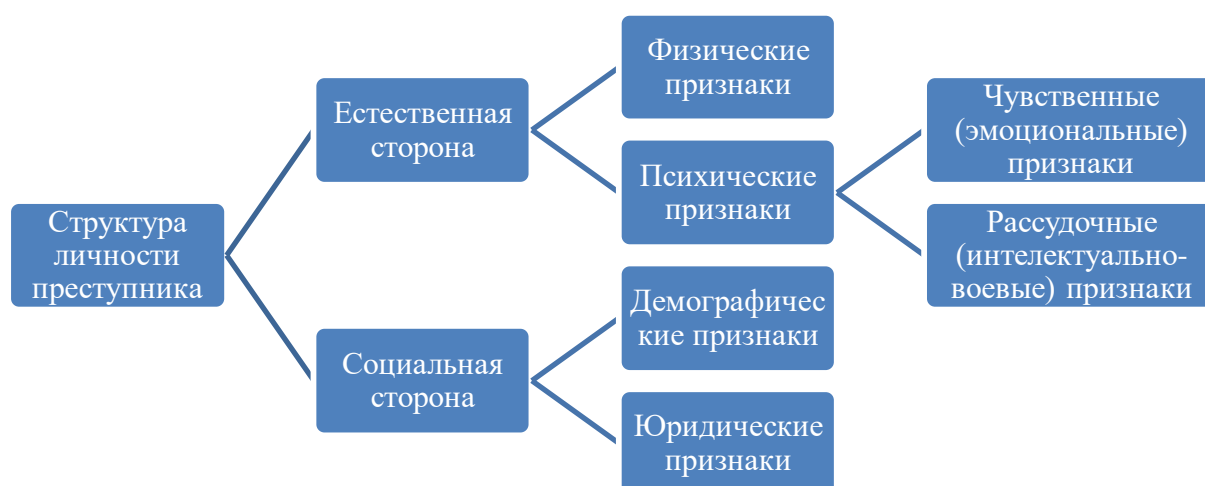 Структура
личности
преступника
Естественная
сторона
Социальная
сторона
Физические
признаки
Психические
признаки
Демографичес
кие признаки
Юридические
признаки
Чувственные
(эмоциональные)
признаки
Рассудочные
(интелектуально-
воевые) признаки